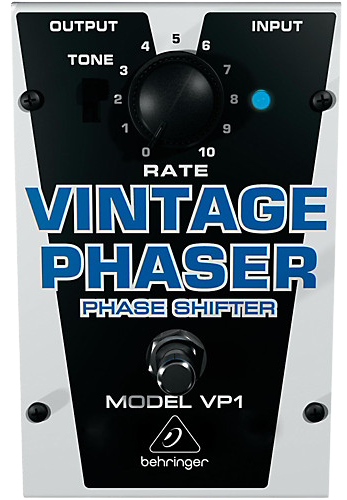 OUTPUT INPUT
TONE
0 1 2 3 4 5 6 7 8 9 10
RATE
VINTAGE
PHASER
PHASE SHIFTER
MODEL VP1
behringer